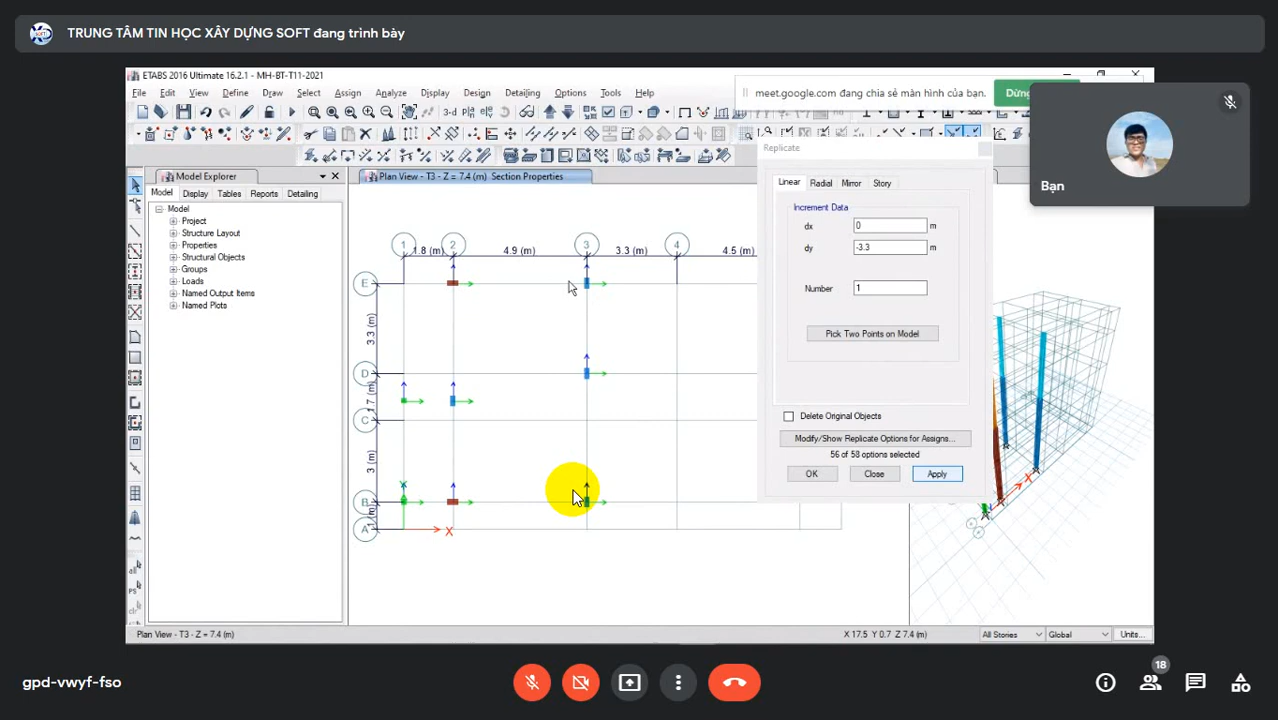 TRUNG TÂM TIN HỌC XÂY DỰNG SOFT đang trình bày
ETABS 2016 Ultimate 16.2.1 - MH-BT-T11-2021
File Edit View Define Draw Select Assign Analyze Display Design Detailing Options Tools Help
meet.google.com đang chia sẻ màn hình của bạn.
Dừng
Bạn
Model Explorer
Model Display Tables Reports Detailing
Model
Project
Structure Layout
Properties
Structural Objects
Groups
Loads
Named Output Items
Named Plots
Plan View - T3 - Z = 7.4 (m) Section Properties
1 2 3 4
1.8 (m) 4.9 (m) 3.3 (m) 4.5 (m)
E
3.3 (m)
D
1.7 (m)
C
3 (m)
B
A
X
Replicate
Linear Radial Mirror Story
Increment Data
dx 0 m
dy -3.3 m
Number 1
Pick Two Points on Model
Delete Original Objects
Modify/Show Replicate Options for Assigns...
56 of 58 options selected
OK Close Apply
X
Plan View - T3 - Z = 7.4 (m)
X 17.5 Y 0.7 Z 7.4 (m)
All Stories
Global
Units...
gpd-vwyf-fso
18